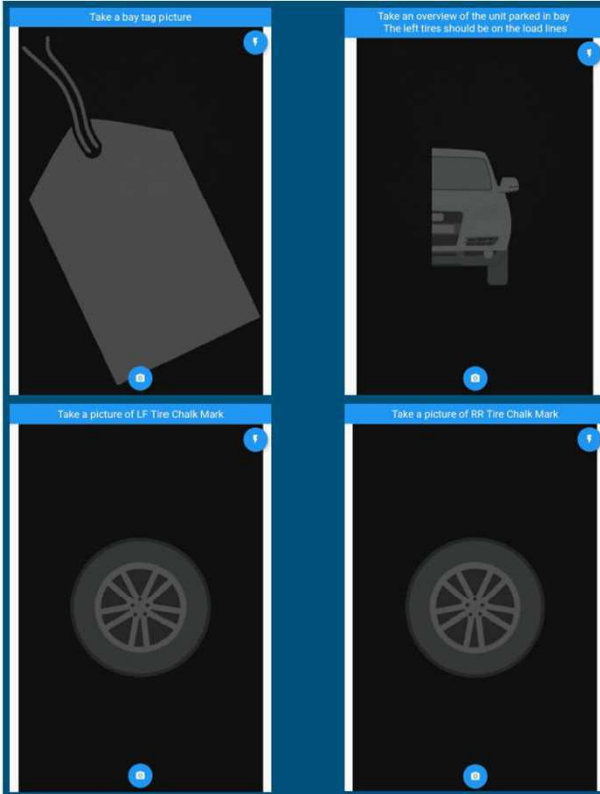 Take a bay tag picture
Take an overview of the unit parked in bay
The left tires should be on the load lines
Take a picture of LF Tire Chalk Mark
Take a picture of RR Tire Chalk Mark